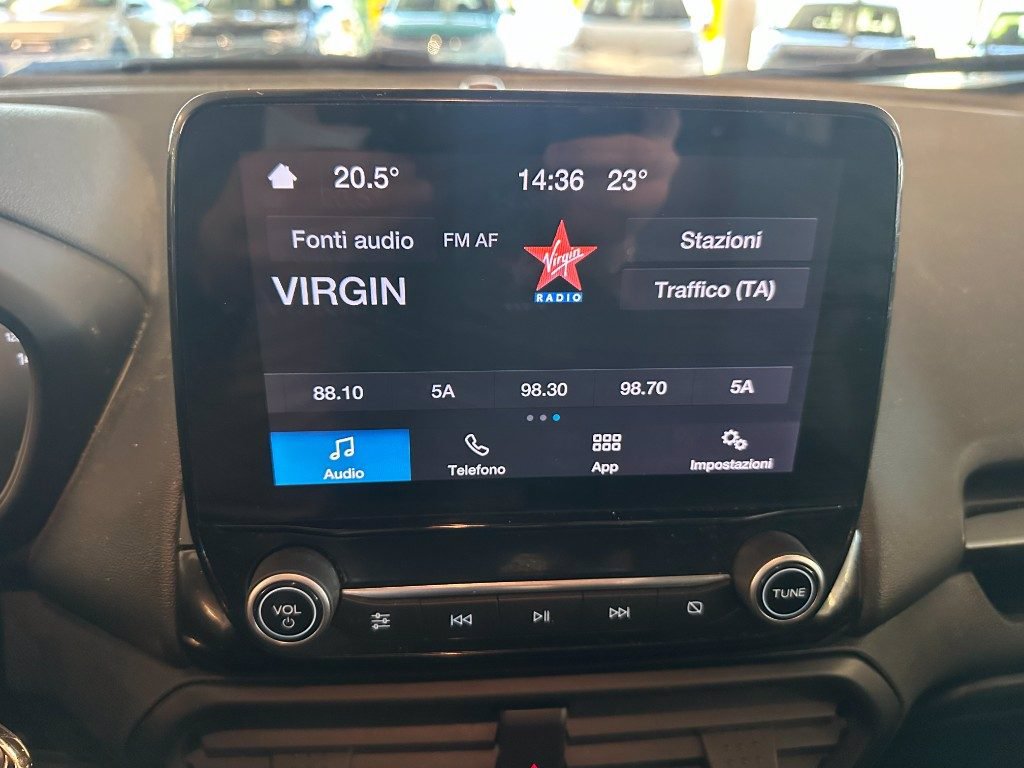 20.5° 14:36 23°
Fonti audio FM AF Stazioni
Virgin
RADIO
VIRGIN Traffico (TA)
88.10 5A 98.30 98.70 5A
Audio Telefono App Impostazioni
VOL
TUNE